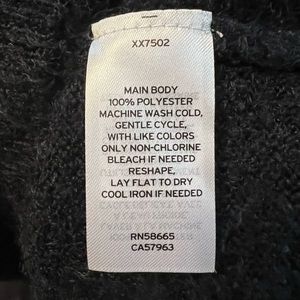 XX7502
MAIN BODY
100% POLYESTER
MACHINE WASH COLD,
GENTLE CYCLE,
WITH LIKE COLORS
ONLY NON-CHLORINE
BLEACH IF NEEDED
RESHAPE,
LAY FLAT TO DRY
COOL IRON IF NEEDED
RN58665
CA57963